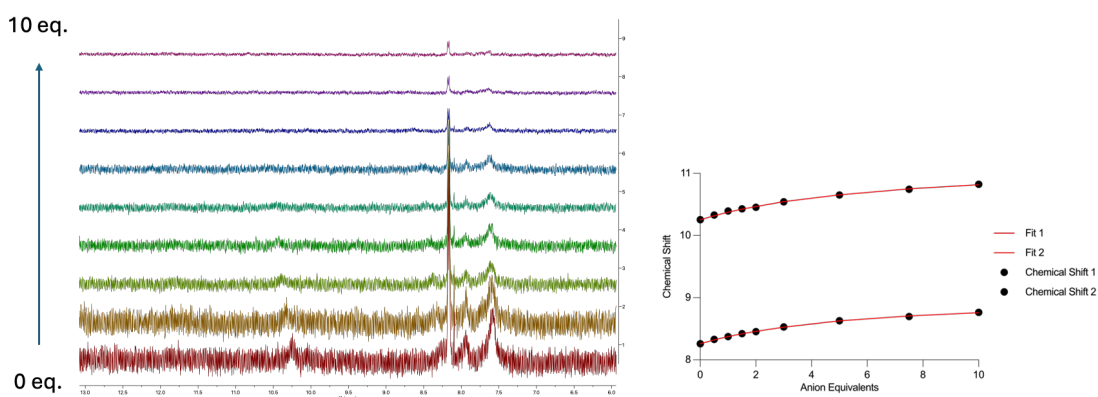 10 eq.
0 eq.
9
8
7
6
5
4
3
2
1
13.0 12.5 12.0 11.5 11.0 10.5 10.0 9.5 9.0 8.5 8.0 7.5 7.0 6.5 6.0
Chemical Shift
11
10
9
8
0 2 4 6 8 10
Anion Equivalents
Fit 1
Fit 2
Chemical Shift 1
Chemical Shift 2